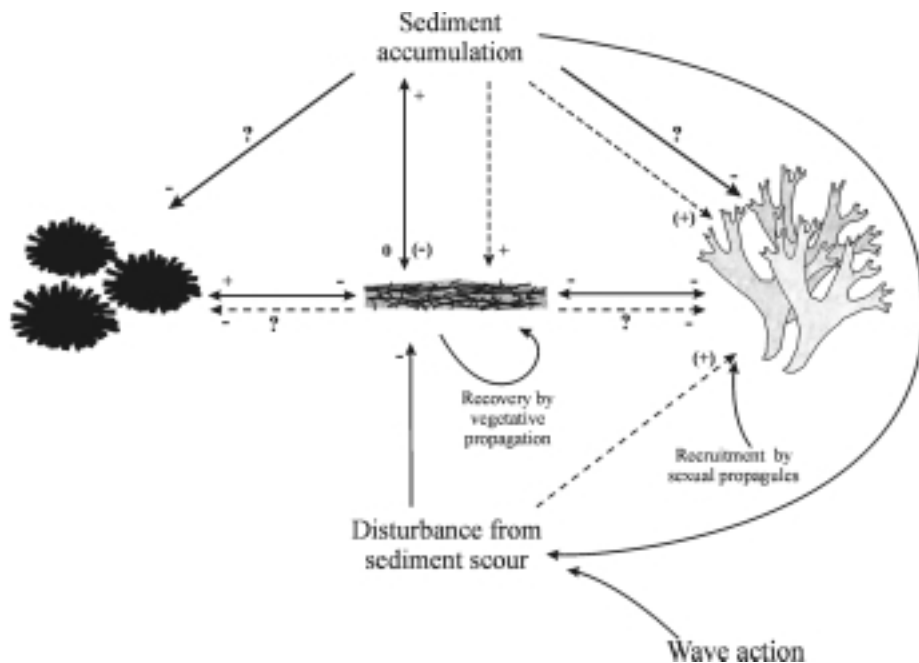 Sediment
accumulation
+
?
?
-
-
(+)
0 (-)
+
+
-
-
-
-
?
?
-
-
(+)
Recovery by
vegetative
propagation
Recruitment by
sexual propagules
Disturbance from
sediment scour
Wave action